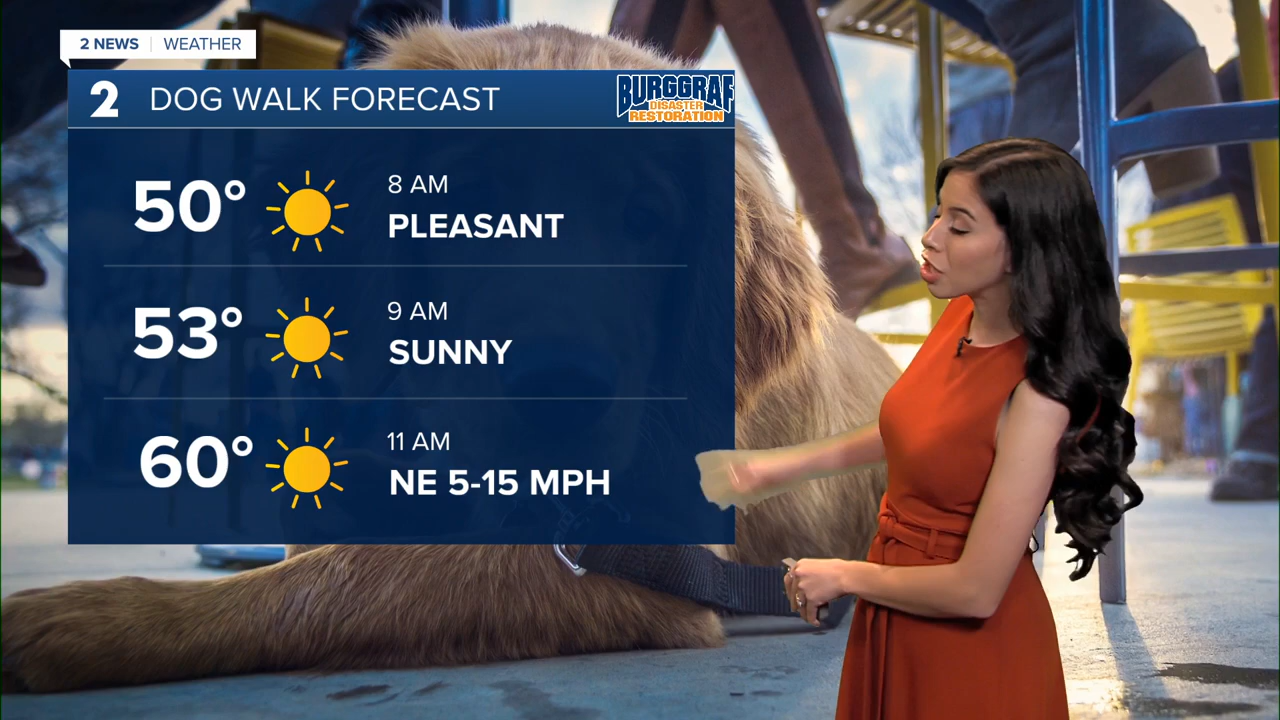 2 NEWS | WEATHER
2 DOG WALK FORECAST
BURGGRAF
DISASTER
RESTORATION
50° 8 AM
PLEASANT
53° 9 AM
SUNNY
60° 11 AM
NE 5-15 MPH